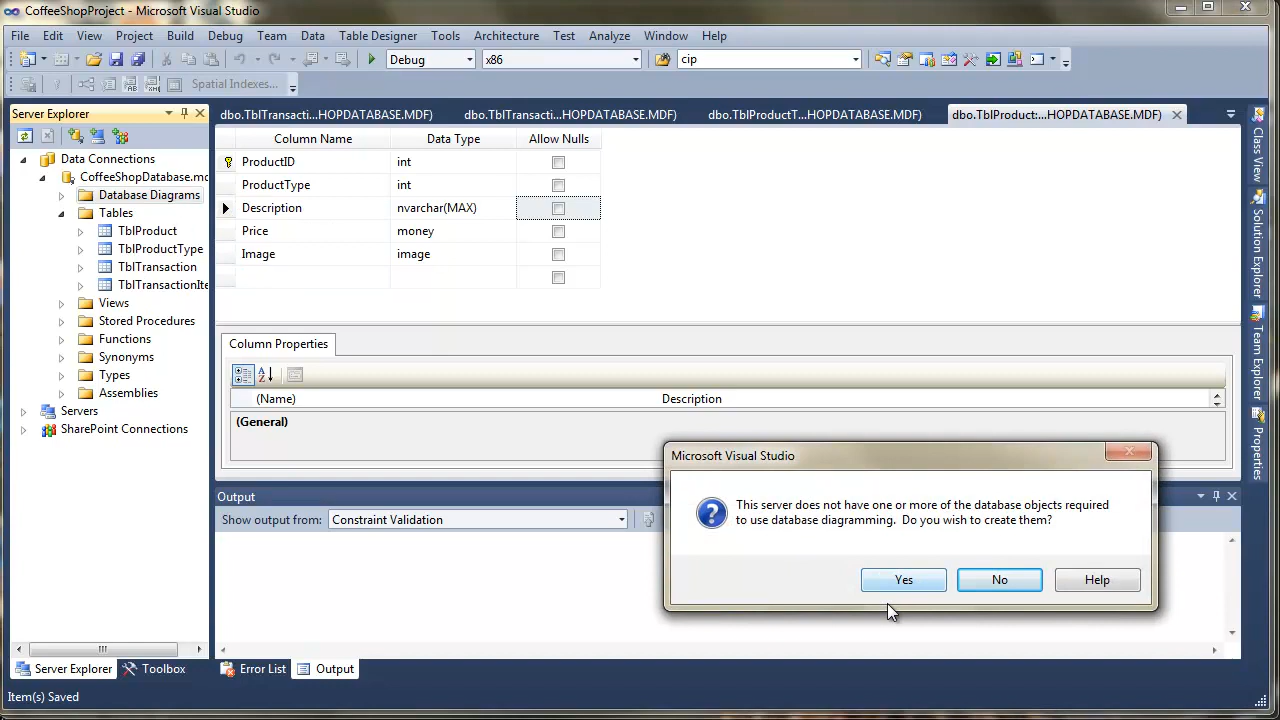 CoffeeShopProject - Microsoft Visual Studio
File Edit View Project Build Debug Team Data Table Designer Tools Architecture Test Analyze Window Help
Debug x86 cip
Spatial Indexes...
Server Explorer
Data Connections
CoffeeShopDatabase.mc
Database Diagrams
Tables
TblProduct
TblProductType
TblTransaction
TblTransactionIte
Views
Stored Procedures
Functions
Synonyms
Types
Assemblies
Servers
SharePoint Connections
Server Explorer Toolbox
dbo.TblTransacti...HOPDATABASE.MDF) dbo.TblTransacti...HOPDATABASE.MDF) dbo.TblProductT...HOPDATABASE.MDF) dbo.TblProduct:...HOPDATABASE.MDF)
Column Name Data Type Allow Nulls
ProductID int
ProductType int
Description nvarchar(MAX)
Price money
Image image
Column Properties
(Name) Description
(General)
Output
Show output from: Constraint Validation
Error List Output
Microsoft Visual Studio
This server does not have one or more of the database objects required
to use database diagramming. Do you wish to create them?
Yes No Help
Class View
Solution Explorer
Team Explorer
Properties
Item(s) Saved